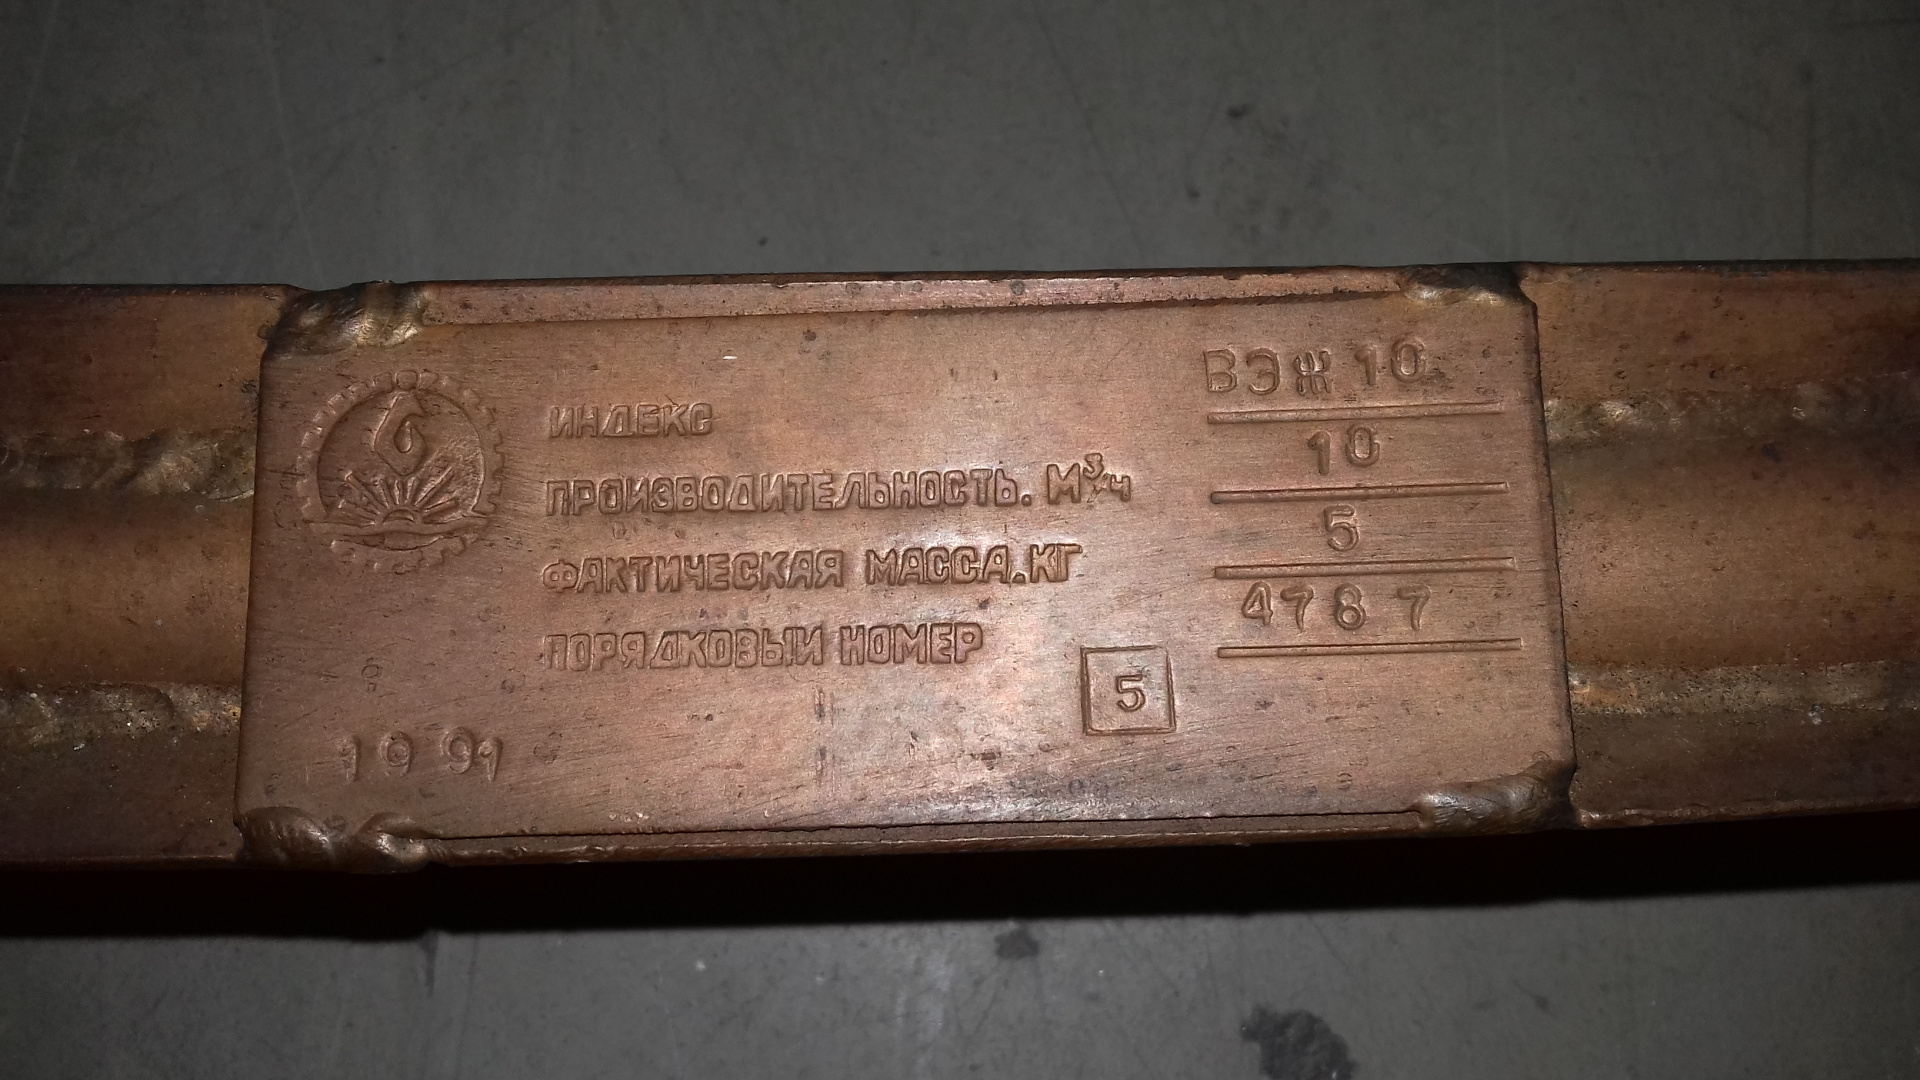 ИНДЕКС ВЭЖ 10
ПРОИЗВОДИТЕЛЬНОСТЬ. М³/Ч 10
ФАКТИЧЕСКАЯ МАССА.КГ 5
ПОРЯДКОВЫЙ НОМЕР 4787
5
1991